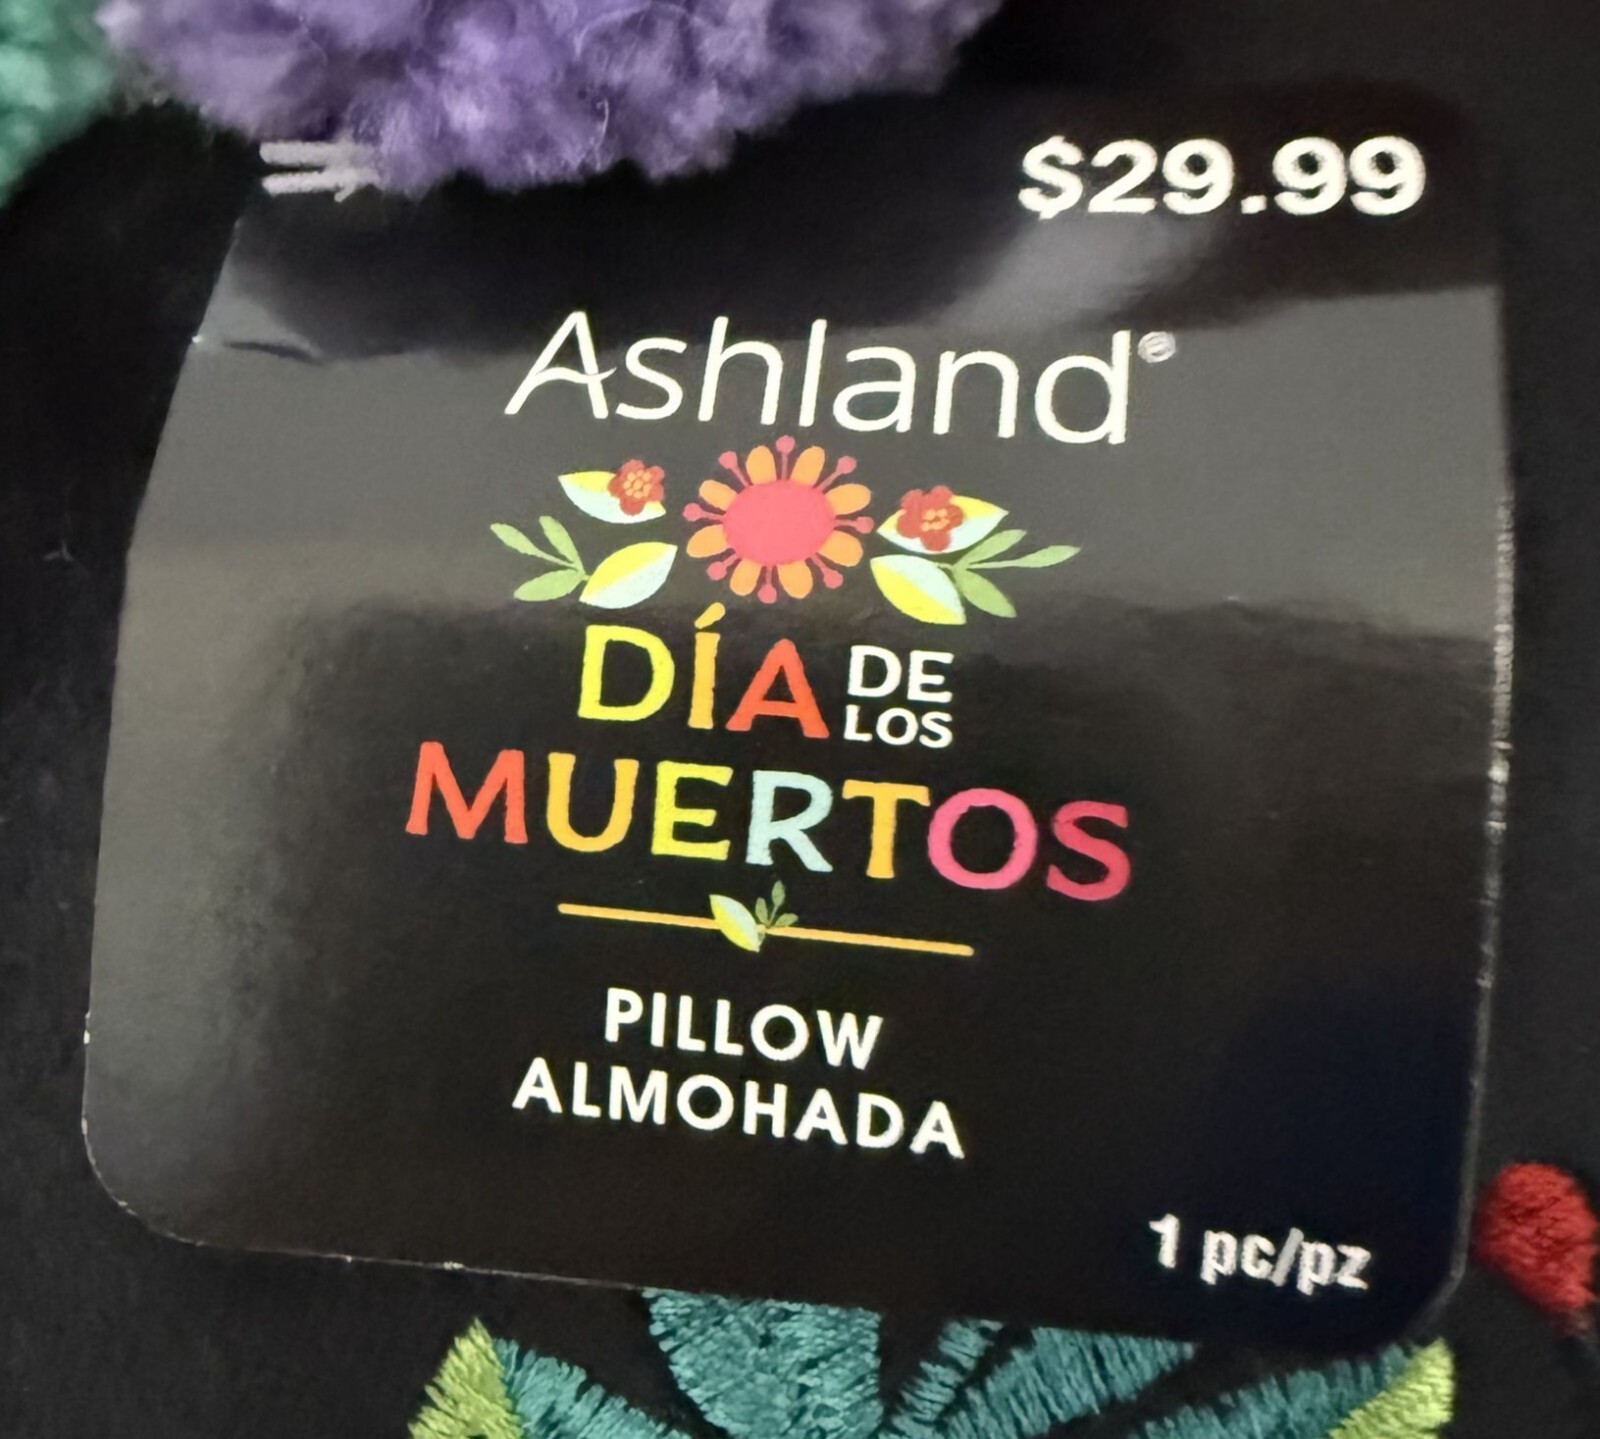 $29.99
Ashland®
DÍA DE
LOS
MUERTOS
PILLOW
ALMOHADA
1 pc/pz